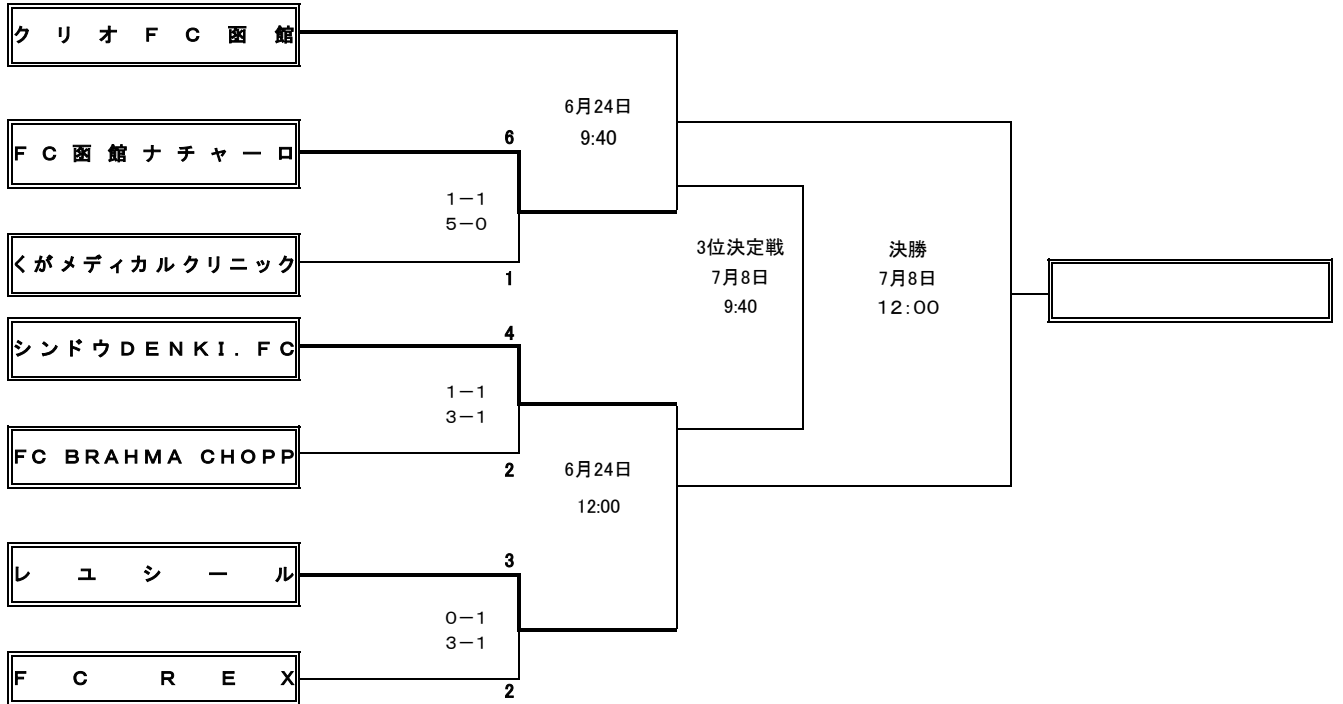 クリオＦＣ函館
6月24日
9:40
6
ＦＣ函館ナチャーロ
1－1
5－0
くがメディカルクリニック
1
3位決定戦
7月8日
9:40
決勝
7月8日
12：00
4
シンドウＤＥＮＫＩ．ＦＣ
1－1
3－1
FC BRAHMA CHOPP
2
6月24日
12:00
3
レユシール
0－1
3－1
ＦＣ ＲＥＸ
2